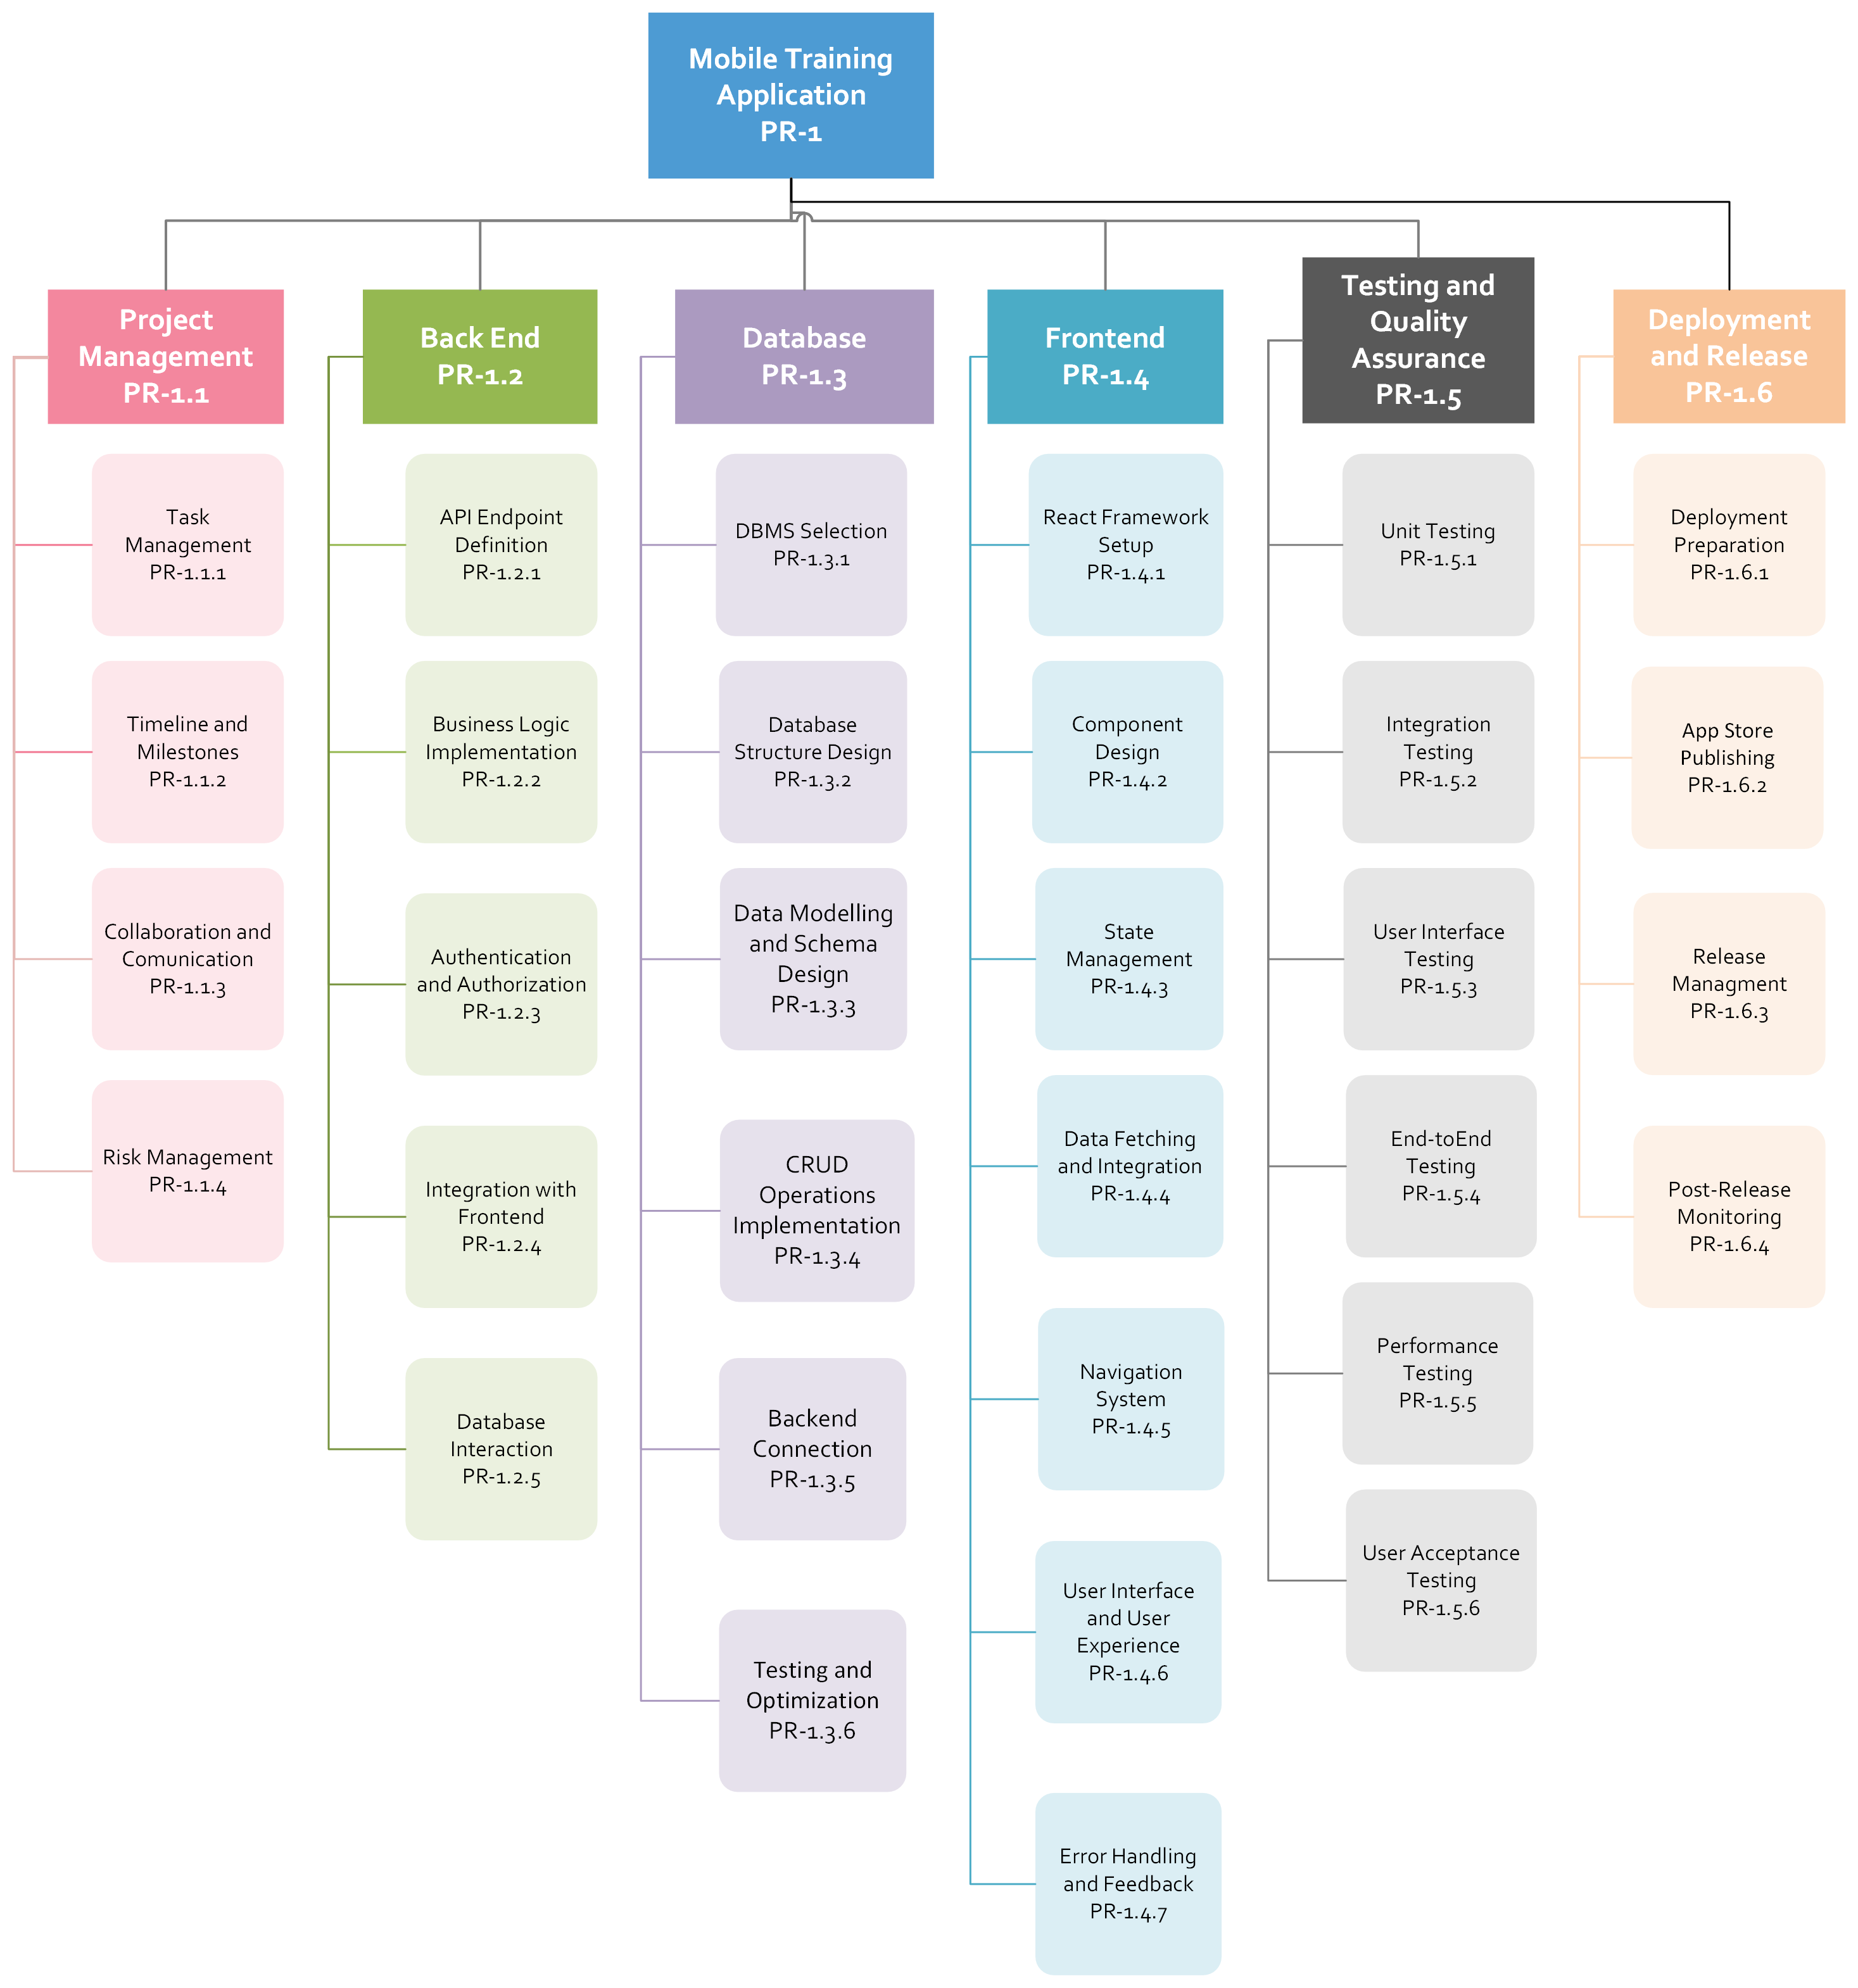 Mobile Training
Application
PR-1
Project
Management
PR-1.1
Back End
PR-1.2
Database
PR-1.3
Frontend
PR-1.4
Testing and
Quality
Assurance
PR-1.5
Deployment
and Release
PR-1.6
Task
Management
PR-1.1.1
Timeline and
Milestones
PR-1.1.2
Collaboration and
Comunication
PR-1.1.3
Risk Management
PR-1.1.4
API Endpoint
Definition
PR-1.2.1
Business Logic
Implementation
PR-1.2.2
Authentication
and Authorization
PR-1.2.3
Integration with
Frontend
PR-1.2.4
Database
Interaction
PR-1.2.5
DBMS Selection
PR-1.3.1
Database
Structure Design
PR-1.3.2
Data Modelling
and Schema
Design
PR-1.3.3
CRUD
Operations
Implementation
PR-1.3.4
Backend
Connection
PR-1.3.5
Testing and
Optimization
PR-1.3.6
React Framework
Setup
PR-1.4.1
Component
Design
PR-1.4.2
State
Management
PR-1.4.3
Data Fetching
and Integration
PR-1.4.4
Navigation
System
PR-1.4.5
User Interface
and User
Experience
PR-1.4.6
Error Handling
and Feedback
PR-1.4.7
Unit Testing
PR-1.5.1
Integration
Testing
PR-1.5.2
User Interface
Testing
PR-1.5.3
End-toEnd
Testing
PR-1.5.4
Performance
Testing
PR-1.5.5
User Acceptance
Testing
PR-1.5.6
Deployment
Preparation
PR-1.6.1
App Store
Publishing
PR-1.6.2
Release
Managment
PR-1.6.3
Post-Release
Monitoring
PR-1.6.4